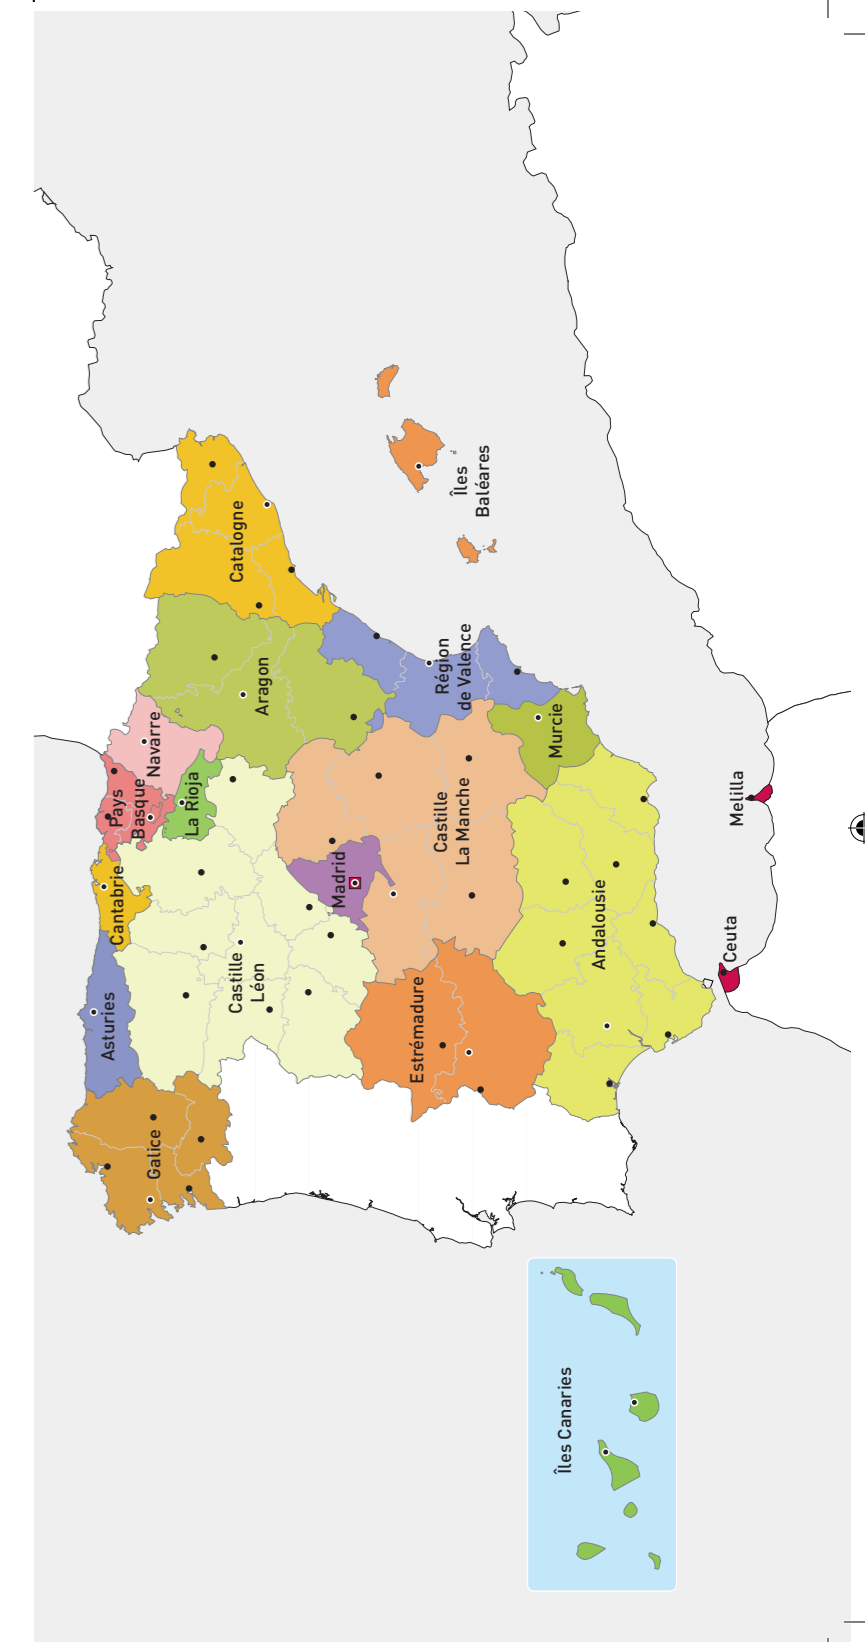 Galice
Asturies
Cantabrie
Pays
Basque
Navarre
La Rioja
Aragon
Catalogne
Castille
Léon
Madrid
Castille
La Manche
Région
de Valence
Îles
Baléares
Estrémadure
Murcie
Andalousie
Ceuta
Melilla
Îles Canaries